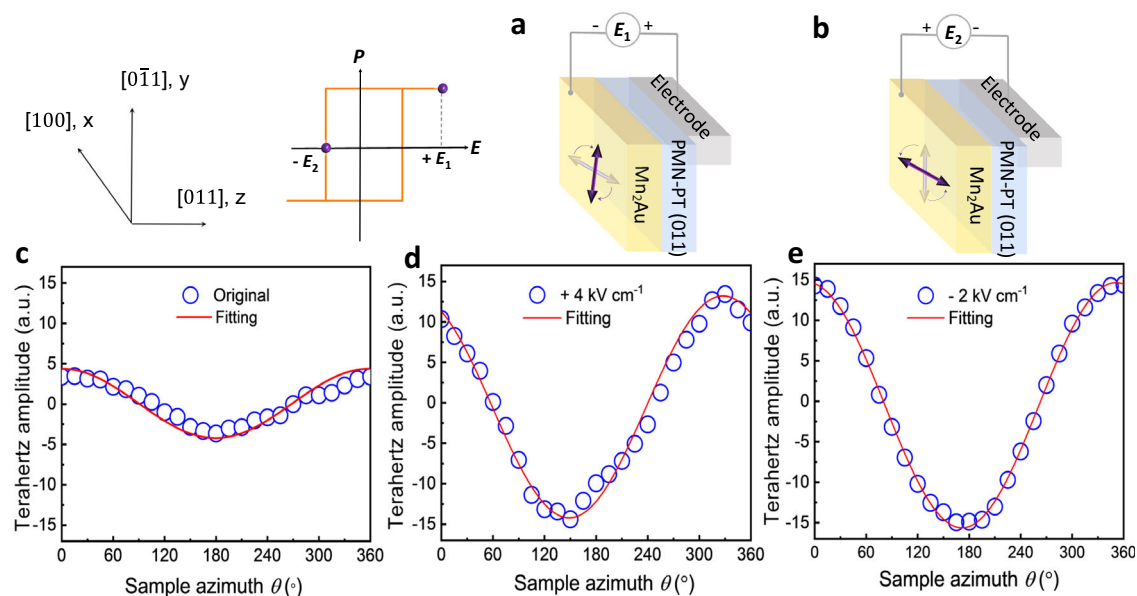 a
b
- E₁ +
+ E₂ -
[01̄1], y
[100], x
[011], z
P
E
- E₂
+ E₁
Electrode
PMN-PT (011)
Mn₂Au
Electrode
PMN-PT (011)
Mn₂Au
c
Terahertz amplitude (a.u.)
15
10
5
0
-5
-10
-15
Original
Fitting
0 60 120 180 240 300 360
Sample azimuth θ (°)
d
Terahertz amplitude (a.u.)
15
10
5
0
-5
-10
-15
+ 4 kV cm⁻¹
Fitting
0 60 120 180 240 300 360
Sample azimuth θ (°)
e
Terahertz amplitude (a.u.)
15
10
5
0
-5
-10
-15
- 2 kV cm⁻¹
Fitting
0 60 120 180 240 300 360
Sample azimuth θ (°)